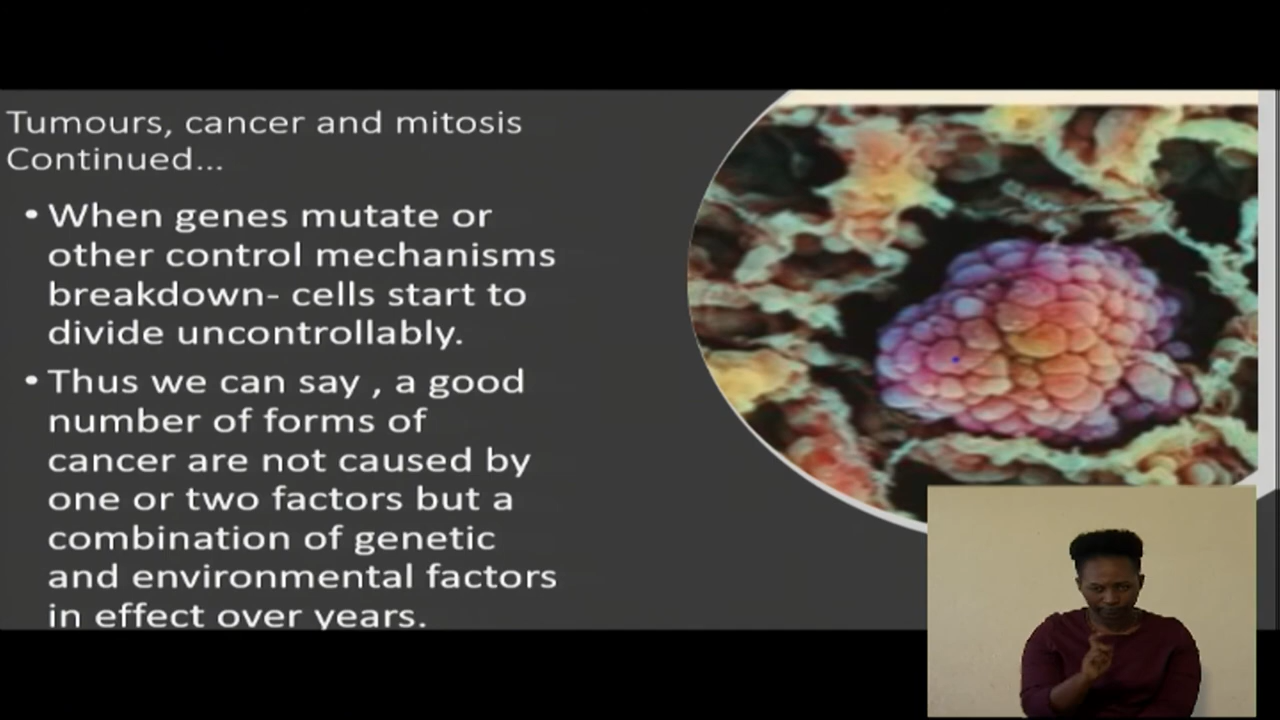 Tumours, cancer and mitosis
Continued...
• When genes mutate or
other control mechanisms
breakdown- cells start to
divide uncontrollably.
• Thus we can say , a good
number of forms of
cancer are not caused by
one or two factors but a
combination of genetic
and environmental factors
in effect over years.